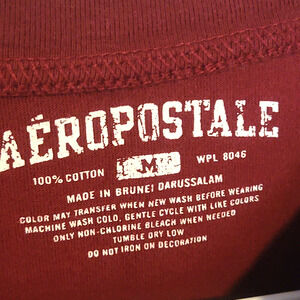 AÉROPOSTALE
100% COTTON M WPL 8046
MADE IN BRUNEI DARUSSALAM
COLOR MAY TRANSFER WHEN NEW WASH BEFORE WEARING
MACHINE WASH COLD, GENTLE CYCLE WITH LIKE COLORS
ONLY NON-CHLORINE BLEACH WHEN NEEDED
TUMBLE DRY LOW
DO NOT IRON ON DECORATION